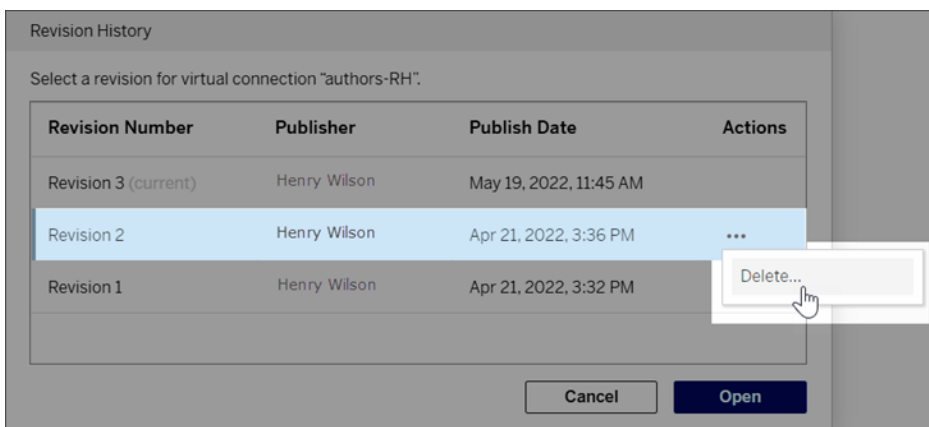 Revision History
Select a revision for virtual connection “authors-RH”.
Revision Number Publisher Publish Date Actions
Revision 3 (current) Henry Wilson May 19, 2022, 11:45 AM
Revision 2 Henry Wilson Apr 21, 2022, 3:36 PM •••
Delete...
Revision 1 Henry Wilson Apr 21, 2022, 3:32 PM
Cancel Open